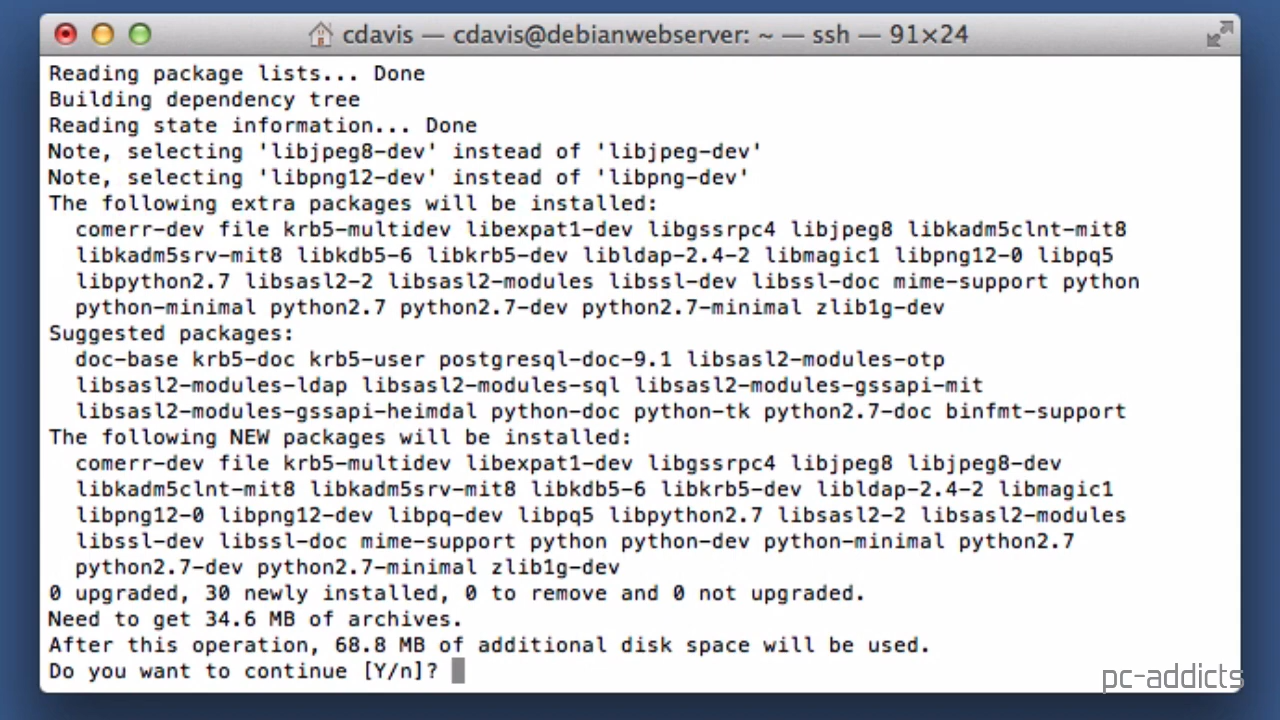 cdavis — cdavis@debianwebserver: ~ — ssh — 91×24
Reading package lists... Done
Building dependency tree
Reading state information... Done
Note, selecting 'libjpeg8-dev' instead of 'libjpeg-dev'
Note, selecting 'libpng12-dev' instead of 'libpng-dev'
The following extra packages will be installed:
  comerr-dev file krb5-multidev libexpat1-dev libgssrpc4 libjpeg8 libkadm5clnt-mit8
  libkadm5srv-mit8 libkdb5-6 libkrb5-dev libldap-2.4-2 libmagic1 libpng12-0 libpq5
  libpython2.7 libsasl2-2 libsasl2-modules libssl-dev libssl-doc mime-support python
  python-minimal python2.7 python2.7-dev python2.7-minimal zlib1g-dev
Suggested packages:
  doc-base krb5-doc krb5-user postgresql-doc-9.1 libsasl2-modules-otp
  libsasl2-modules-ldap libsasl2-modules-sql libsasl2-modules-gssapi-mit
  libsasl2-modules-gssapi-heimdal python-doc python-tk python2.7-doc binfmt-support
The following NEW packages will be installed:
  comerr-dev file krb5-multidev libexpat1-dev libgssrpc4 libjpeg8 libjpeg8-dev
  libkadm5clnt-mit8 libkadm5srv-mit8 libkdb5-6 libkrb5-dev libldap-2.4-2 libmagic1
  libpng12-0 libpng12-dev libpq-dev libpq5 libpython2.7 libsasl2-2 libsasl2-modules
  libssl-dev libssl-doc mime-support python python-dev python-minimal python2.7
  python2.7-dev python2.7-minimal zlib1g-dev
0 upgraded, 30 newly installed, 0 to remove and 0 not upgraded.
Need to get 34.6 MB of archives.
After this operation, 68.8 MB of additional disk space will be used.
Do you want to continue [Y/n]?
pc-addicts